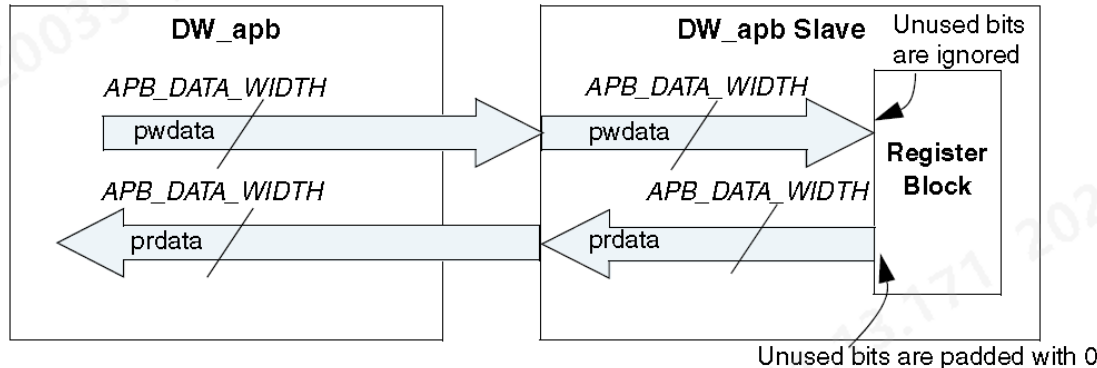 DW_apb
DW_apb Slave
Unused bits
are ignored
APB_DATA_WIDTH
APB_DATA_WIDTH
pwdata
pwdata
Register
Block
APB_DATA_WIDTH
APB_DATA_WIDTH
prdata
prdata
Unused bits are padded with 0